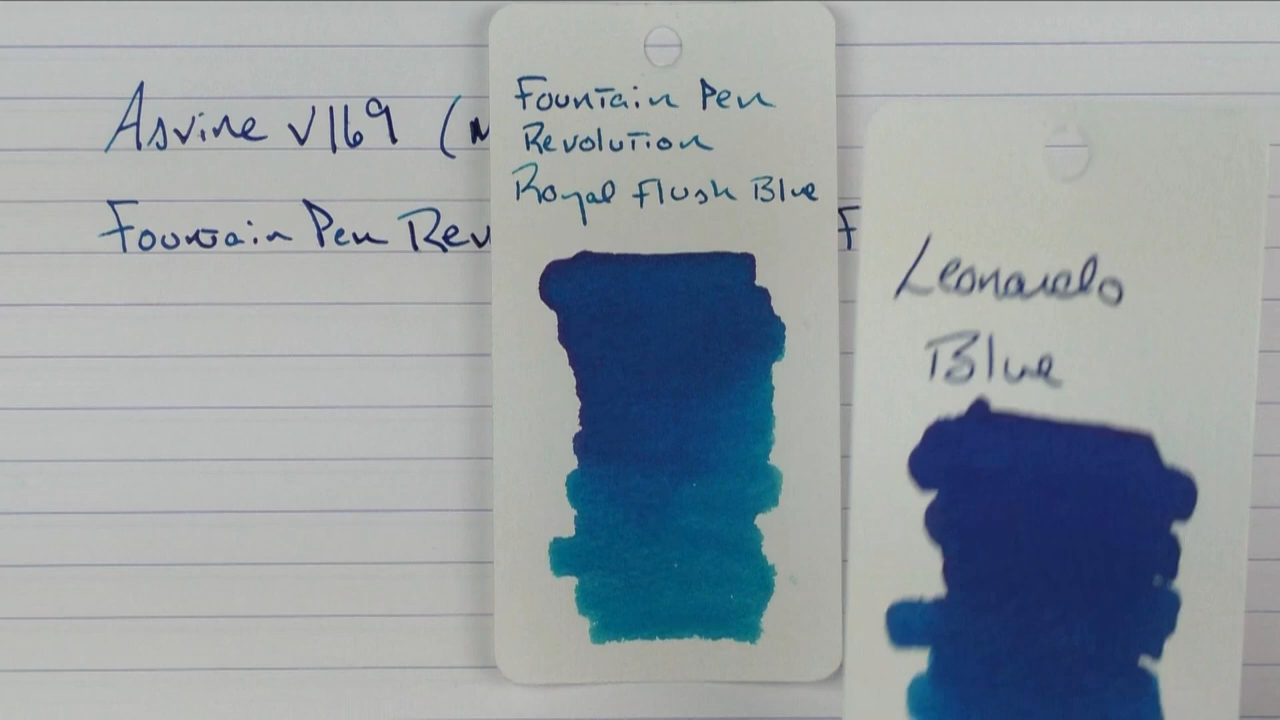 Asvine V169 (M
Fountain Pen Rev F
Fountain Pen
Revolution
Royal Flush Blue
Leonardo
Blue